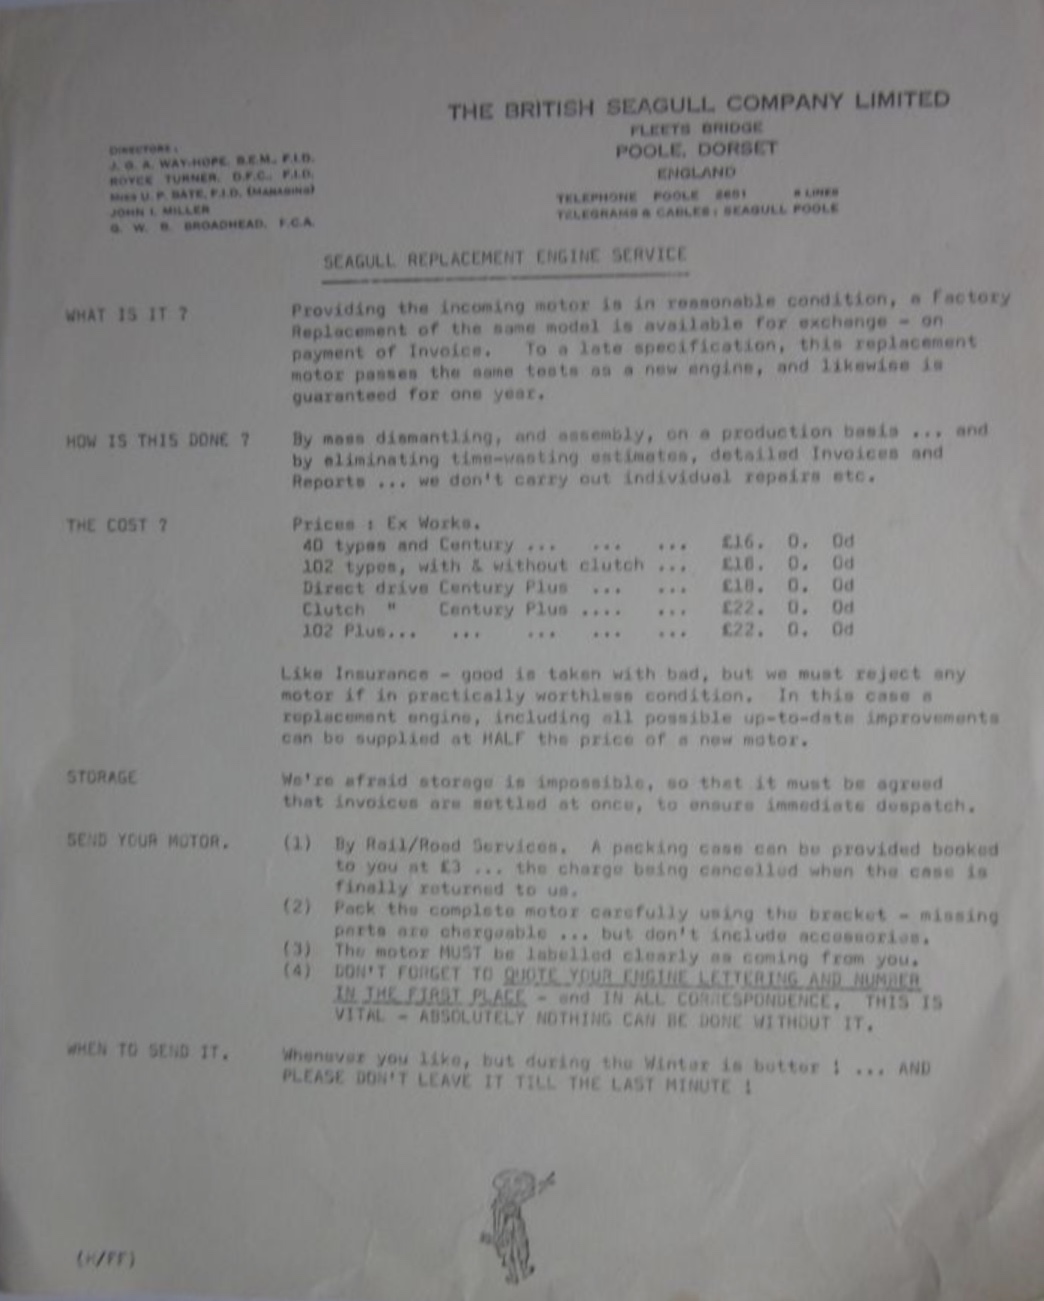 THE BRITISH SEAGULL COMPANY LIMITED
FLEETS BRIDGE
POOLE, DORSET
ENGLAND
TELEPHONE POOLE LINES
TELEGRAMS & CABLES: SEAGULL POOLE
DIRECTORS:
J. G. A. WAY-HOPE, B.E.M., F.I.D.
ROYCE TURNER, D.F.C., F.I.D.
MISS U. P. BATE, F.I.D. (MANAGING)
JOHN I. MILLER
G. W. B. BROADHEAD, F.C.A.
SEAGULL REPLACEMENT ENGINE SERVICE
WHAT IS IT ? Providing the incoming motor is in reasonable condition, a Factory
Replacement of the same model is available for exchange - on
payment of Invoice. To a late specification, this replacement
motor passes the same tests as a new engine, and likewise is
guaranteed for one year.
HOW IS THIS DONE ? By mass dismantling, and assembly, on a production basis ... and
by eliminating time-wasting estimates, detailed Invoices and
Reports ... we don't carry out individual repairs etc.
THE COST ? Prices : Ex Works.
40 types and Century ... ... ... £16. 0. 0d
102 types, with & without clutch ... £18. 0. 0d
Direct drive Century Plus ... ... £18. 0. 0d
Clutch " Century Plus .... ... £22. 0. 0d
102 Plus... ... ... ... ... £22. 0. 0d
Like Insurance - good is taken with bad, but we must reject any
motor if in practically worthless condition. In this case a
replacement engine, including all possible up-to-date improvements
can be supplied at HALF the price of a new motor.
STORAGE We're afraid storage is impossible, so that it must be agreed
that invoices are settled at once, to ensure immediate despatch.
SEND YOUR MOTOR. (1) By Rail/Road Services. A packing case can be provided booked
to you at £3 ... the charge being cancelled when the case is
finally returned to us.
(2) Pack the complete motor carefully using the bracket - missing
parts are chargeable ... but don't include accessories.
(3) The motor MUST be labelled clearly as coming from you.
(4) DON'T FORGET TO QUOTE YOUR ENGINE LETTERING AND NUMBER
IN THE FIRST PLACE - and IN ALL CORRESPONDENCE. THIS IS
VITAL - ABSOLUTELY NOTHING CAN BE DONE WITHOUT IT.
WHEN TO SEND IT. Whenever you like, but during the Winter is better ! ... AND
PLEASE DON'T LEAVE IT TILL THE LAST MINUTE !